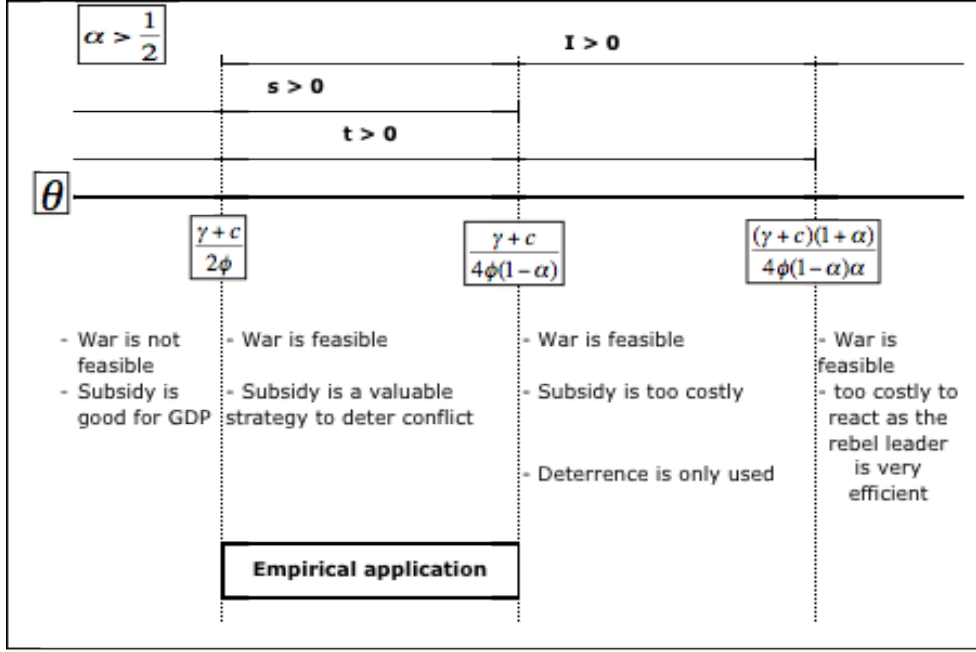 α > 1/2
I > 0
s > 0
t > 0
θ
γ + c / 2ϕ
γ + c / 4ϕ(1 − α)
(γ + c)(1 + α) / 4ϕ(1 − α)α
- War is not
feasible
- Subsidy is
good for GDP
- War is feasible
- Subsidy is a valuable
strategy to deter conflict
- War is feasible
- Subsidy is too costly
- Deterrence is only used
- War is
feasible
- too costly to
react as the
rebel leader
is very
efficient
Empirical application